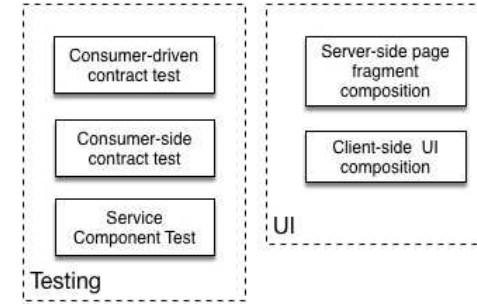 Consumer-driven
contract test
Consumer-side
contract test
Service
Component Test
Testing
Server-side page
fragment
composition
Client-side UI
composition
UI